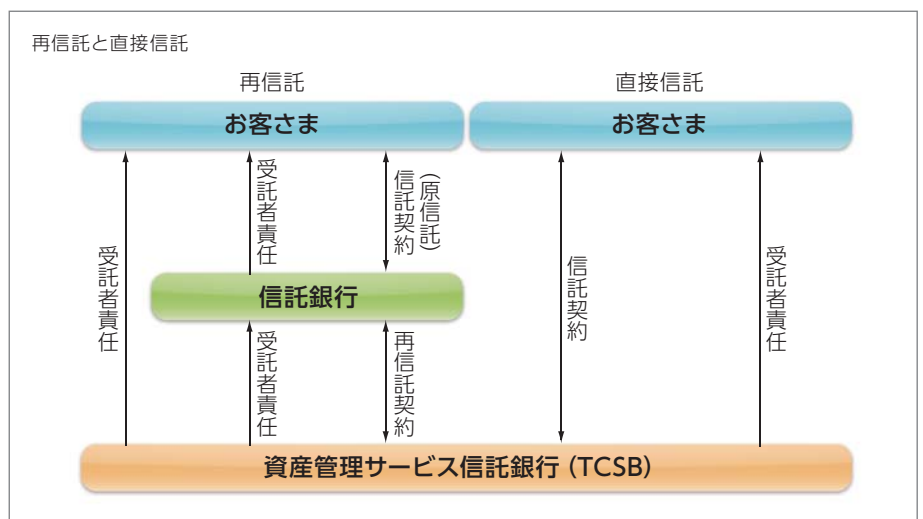 再信託と直接信託
再信託
直接信託
お客さま
お客さま
受託者責任
受託者責任
信託契約
(原信託)
信託契約
受託者責任
信託銀行
受託者責任
再信託契約
資産管理サービス信託銀行(TCSB)